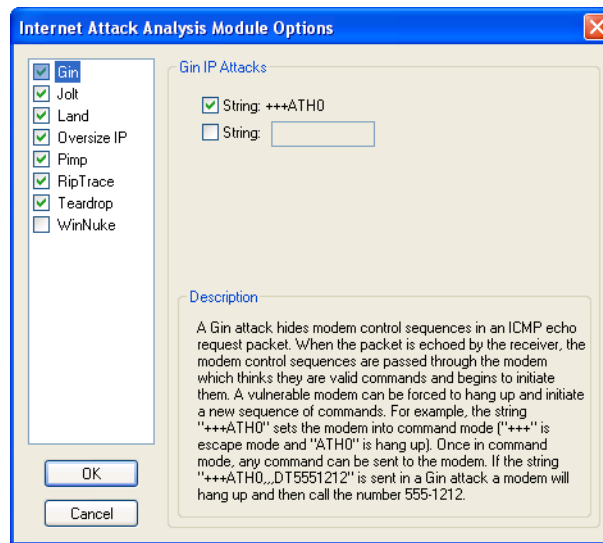 Internet Attack Analysis Module Options
Gin
Jolt
Land
Oversize IP
Pimp
RipTrace
Teardrop
WinNuke
OK
Cancel
Gin IP Attacks
String: +++ATH0
String:
Description
A Gin attack hides modem control sequences in an ICMP echo
request packet. When the packet is echoed by the receiver, the
modem control sequences are passed through the modem
which thinks they are valid commands and begins to initiate
them. A vulnerable modem can be forced to hang up and initiate
a new sequence of commands. For example, the string
"+++ATH0" sets the modem into command mode ("+++" is
escape mode and "ATH0" is hang up). Once in command
mode, any command can be sent to the modem. If the string
"+++ATH0,,,DT5551212" is sent in a Gin attack a modem will
hang up and then call the number 555-1212.